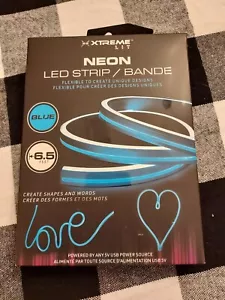 XTREME
LIT
NEON
LED STRIP / BANDE
FLEXIBLE TO CREATE UNIQUE DESIGNS
FLEXIBLE POUR CRÉER DES DESIGNS UNIQUES
BLUE
6.5
FEET
CREATE SHAPES AND WORDS
CRÉER DES FORMES ET DES MOTS
love
POWERED BY ANY 5V USB POWER SOURCE
ALIMENTÉ PAR TOUTE SOURCE D'ALIMENTATION USB 5V